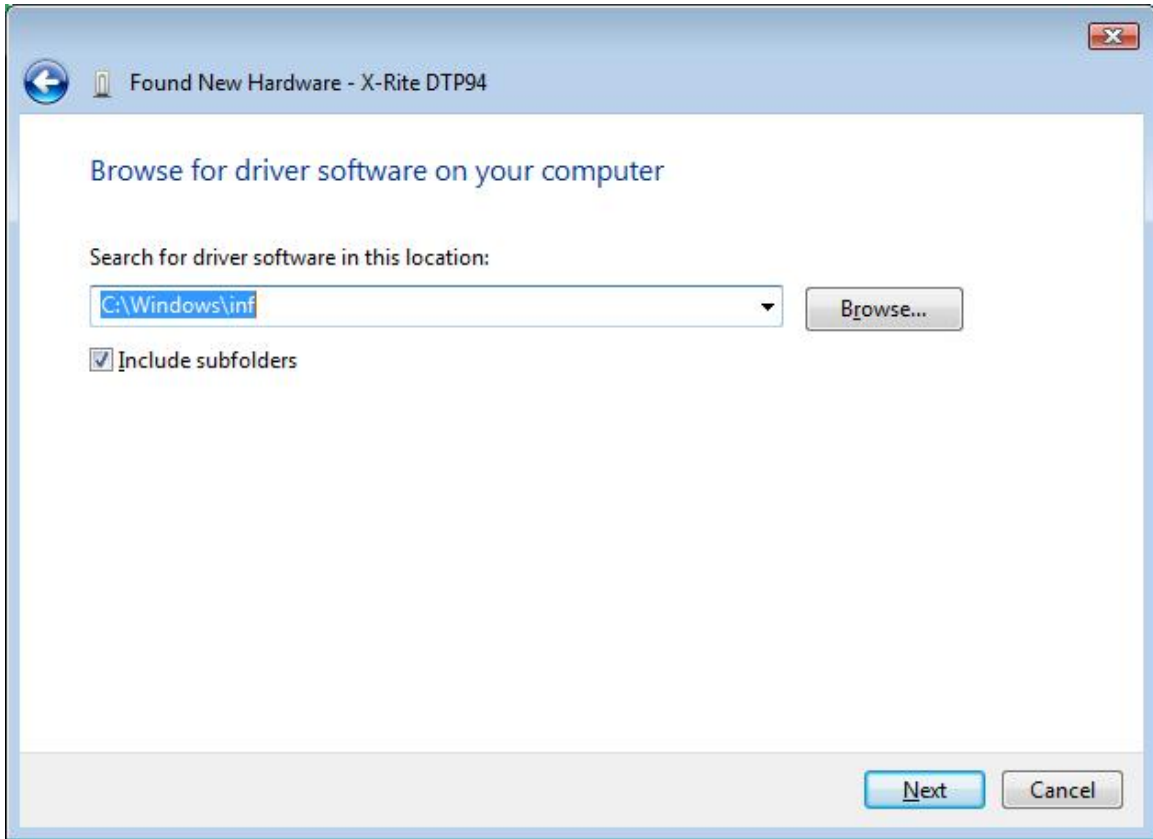 Found New Hardware - X-Rite DTP94
Browse for driver software on your computer
Search for driver software in this location:
C:\Windows\inf
Browse...
Include subfolders
Next
Cancel